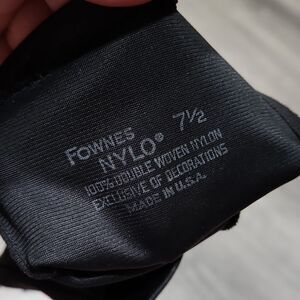 FOWNES
NYLO® 7½
100% DOUBLE WOVEN NYLON
EXCLUSIVE OF DECORATIONS
MADE IN U.S.A.